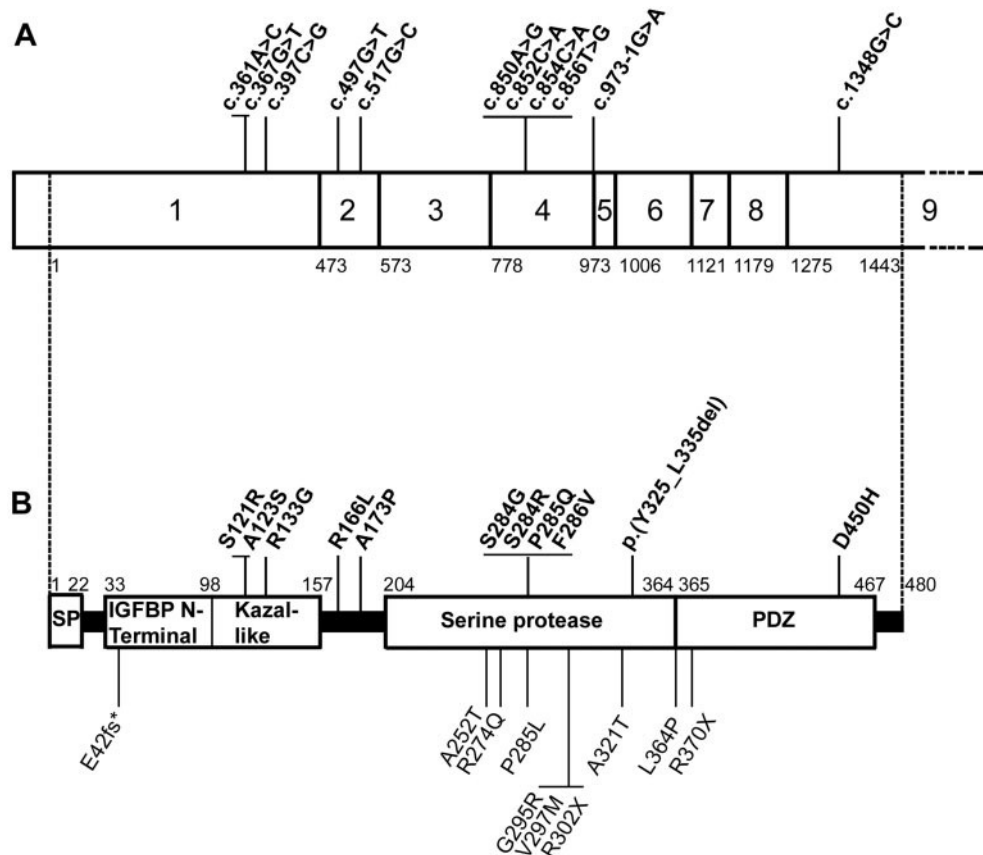 A
c.361A>C
c.367G>T
c.397C>G
c.497G>T
c.517G>C
c.850A>G
c.852C>A
c.854C>A
c.856T>G
c.973-1G>A
c.1348G>C
1 2 3 4 5 6 7 8 9
1 473 573 778 973 1006 1121 1179 1275 1443
B
S121R
A123S
R133G
R166L
A173P
S284G
S284R
P285Q
F286V
p.(Y325_L335del)
D450H
1 22 33 98 157 204 364 365 467 480
SP
IGFBP N-
Terminal
Kazal-
like
Serine protease
PDZ
E42fs*
A252T
R274Q
P285L
G295R
V297M
R302X
A321T
L364P
R370X